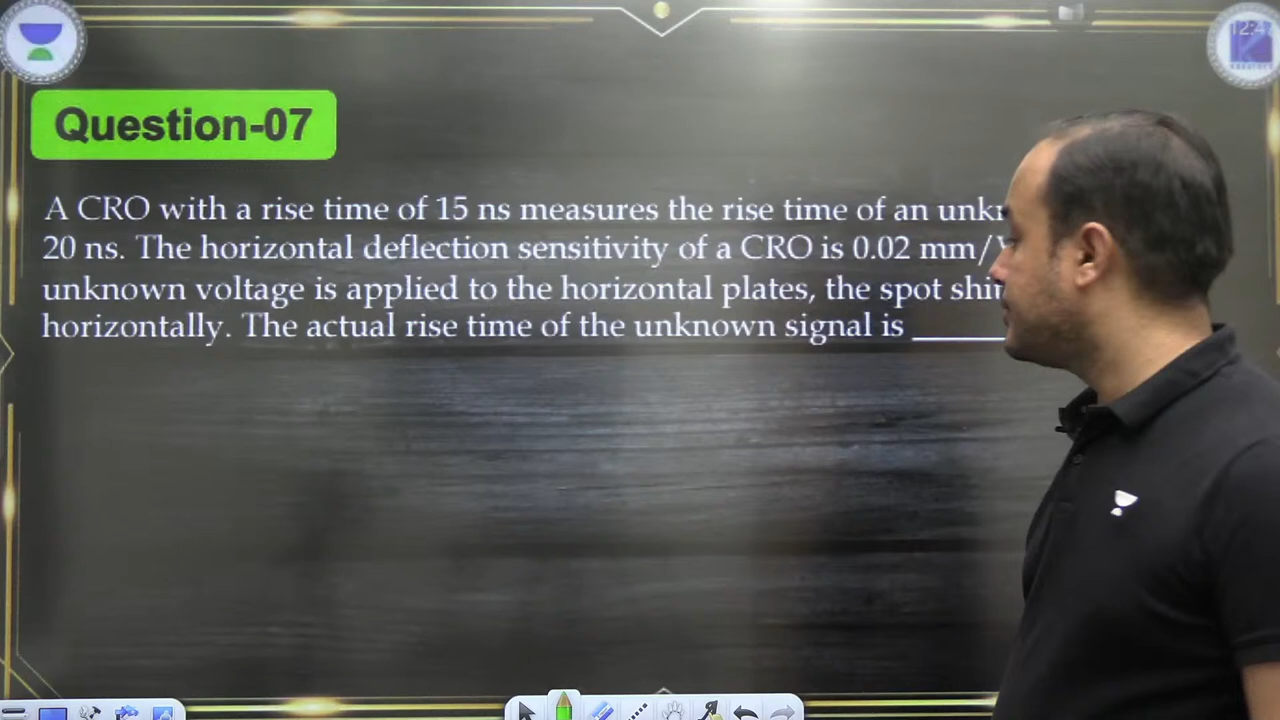 Question-07
A CRO with a rise time of 15 ns measures the rise time of an
20 ns. The horizontal deflection sensitivity of a CRO is 0.02
unknown voltage is applied to the horizontal plates, the spot
horizontally. The actual rise time of the unknown signal is ______